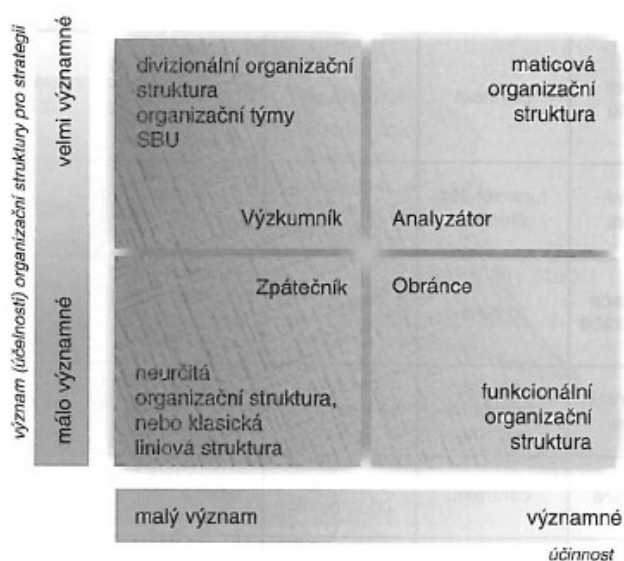 význam (účelnosti) organizační struktury pro strategii
velmi významné
málo významné
divizionální organizační
struktura
organizační týmy
SBU
Výzkumník
maticová
organizační
struktura
Analyzátor
Zpátečník
neurčitá
organizační struktura,
nebo klasická
liniová struktura
Obránce
funkcionální
organizační
struktura
malý význam
významné
účinnost